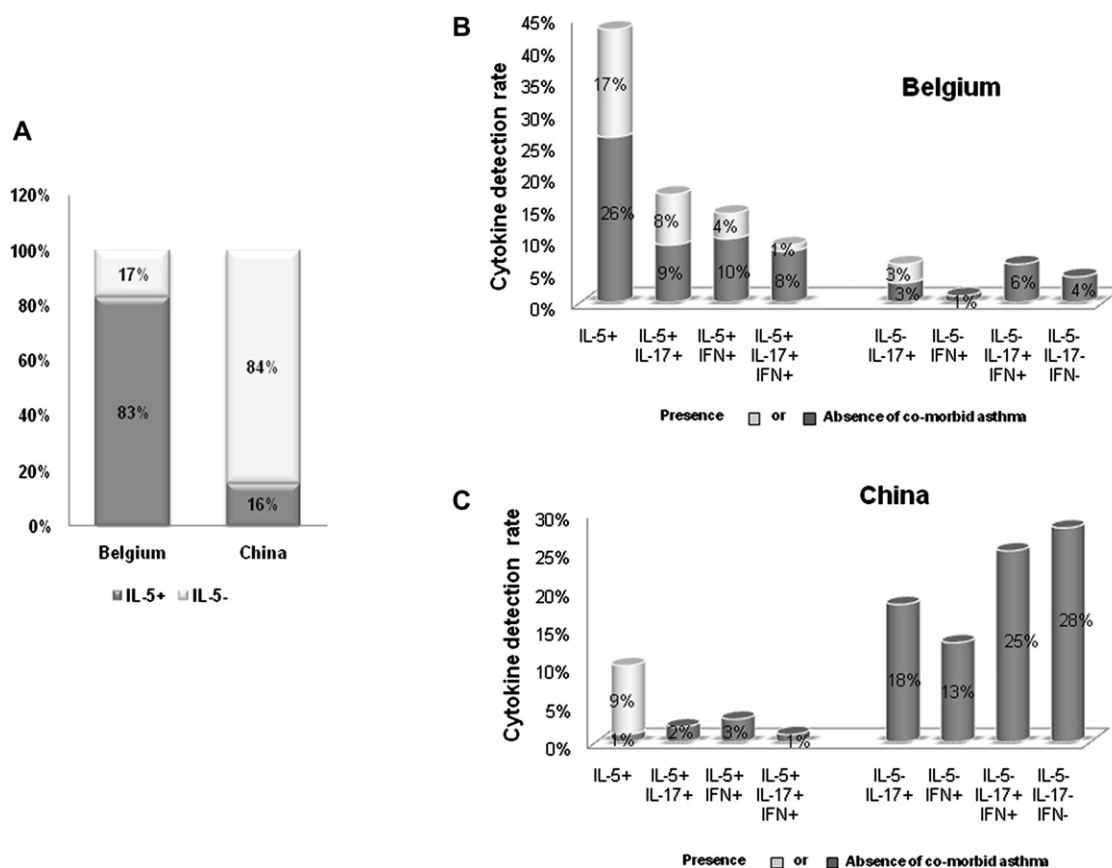 A
120%
100%
80%
60%
40%
20%
0%
17%
83%
84%
16%
Belgium China
IL-5+ IL-5-
B
Belgium
Cytokine detection rate
45%
40%
35%
30%
25%
20%
15%
10%
5%
0%
17%
26%
8%
9%
4%
10%
1%
8%
3%
3%
1%
6%
4%
IL-5+ IL-5+ IL-5+ IL-5+ IL-5- IL-5- IL-5- IL-5-
IL-17+ IFN+ IL-17+ IL-17+ IFN+ IL-17+ IL-17-
IFN+ IFN+ IFN-
Presence or Absence of co-morbid asthma
C
China
Cytokine detection rate
30%
25%
20%
15%
10%
5%
0%
9%
1%
2%
3%
1%
18%
13%
25%
28%
IL-5+ IL-5+ IL-5+ IL-5+ IL-5- IL-5- IL-5- IL-5-
IL-17+ IFN+ IL-17+ IL-17+ IFN+ IL-17+ IL-17-
IFN+ IFN+ IFN-
Presence or Absence of co-morbid asthma